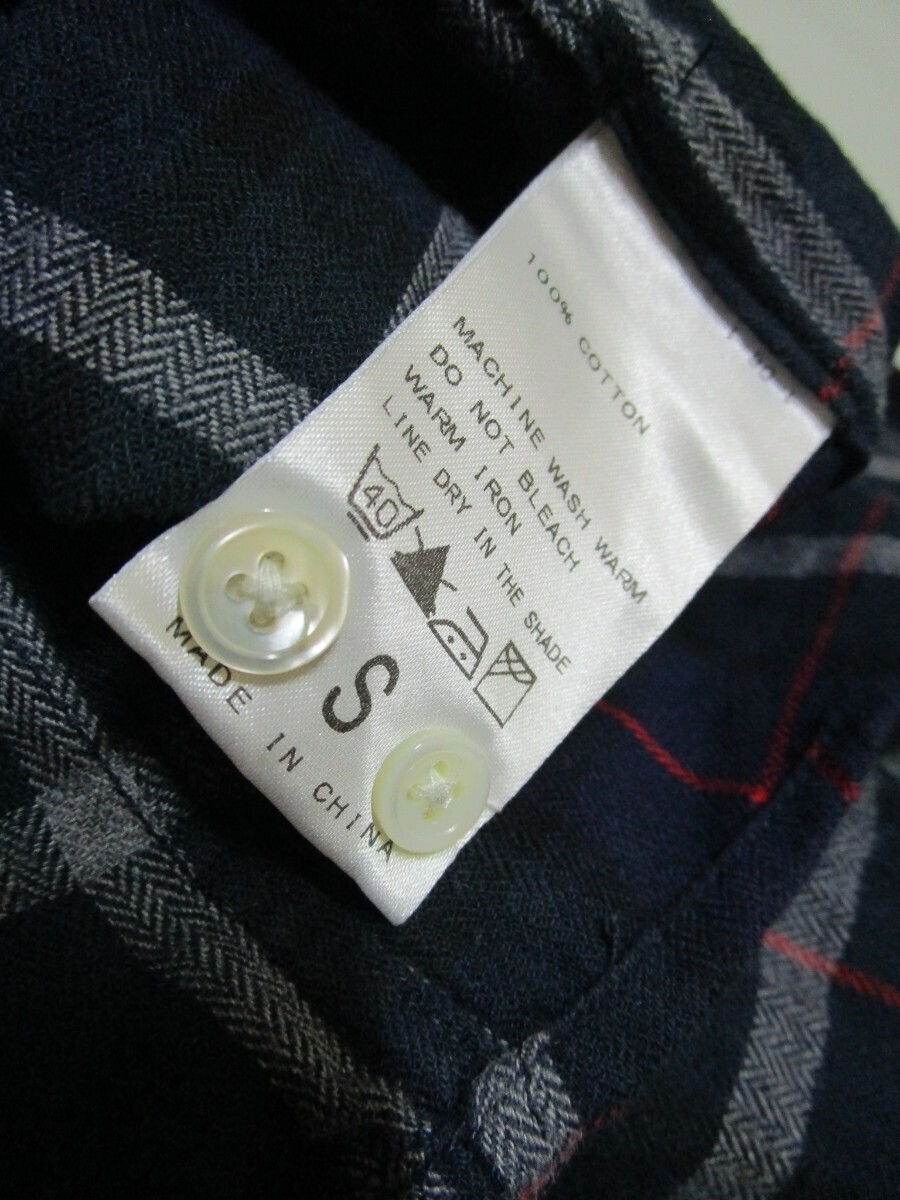 100% COTTON
MACHINE WASH WARM
DO NOT BLEACH
WARM IRON
LINE DRY IN THE SHADE
40
S
MADE IN CHINA